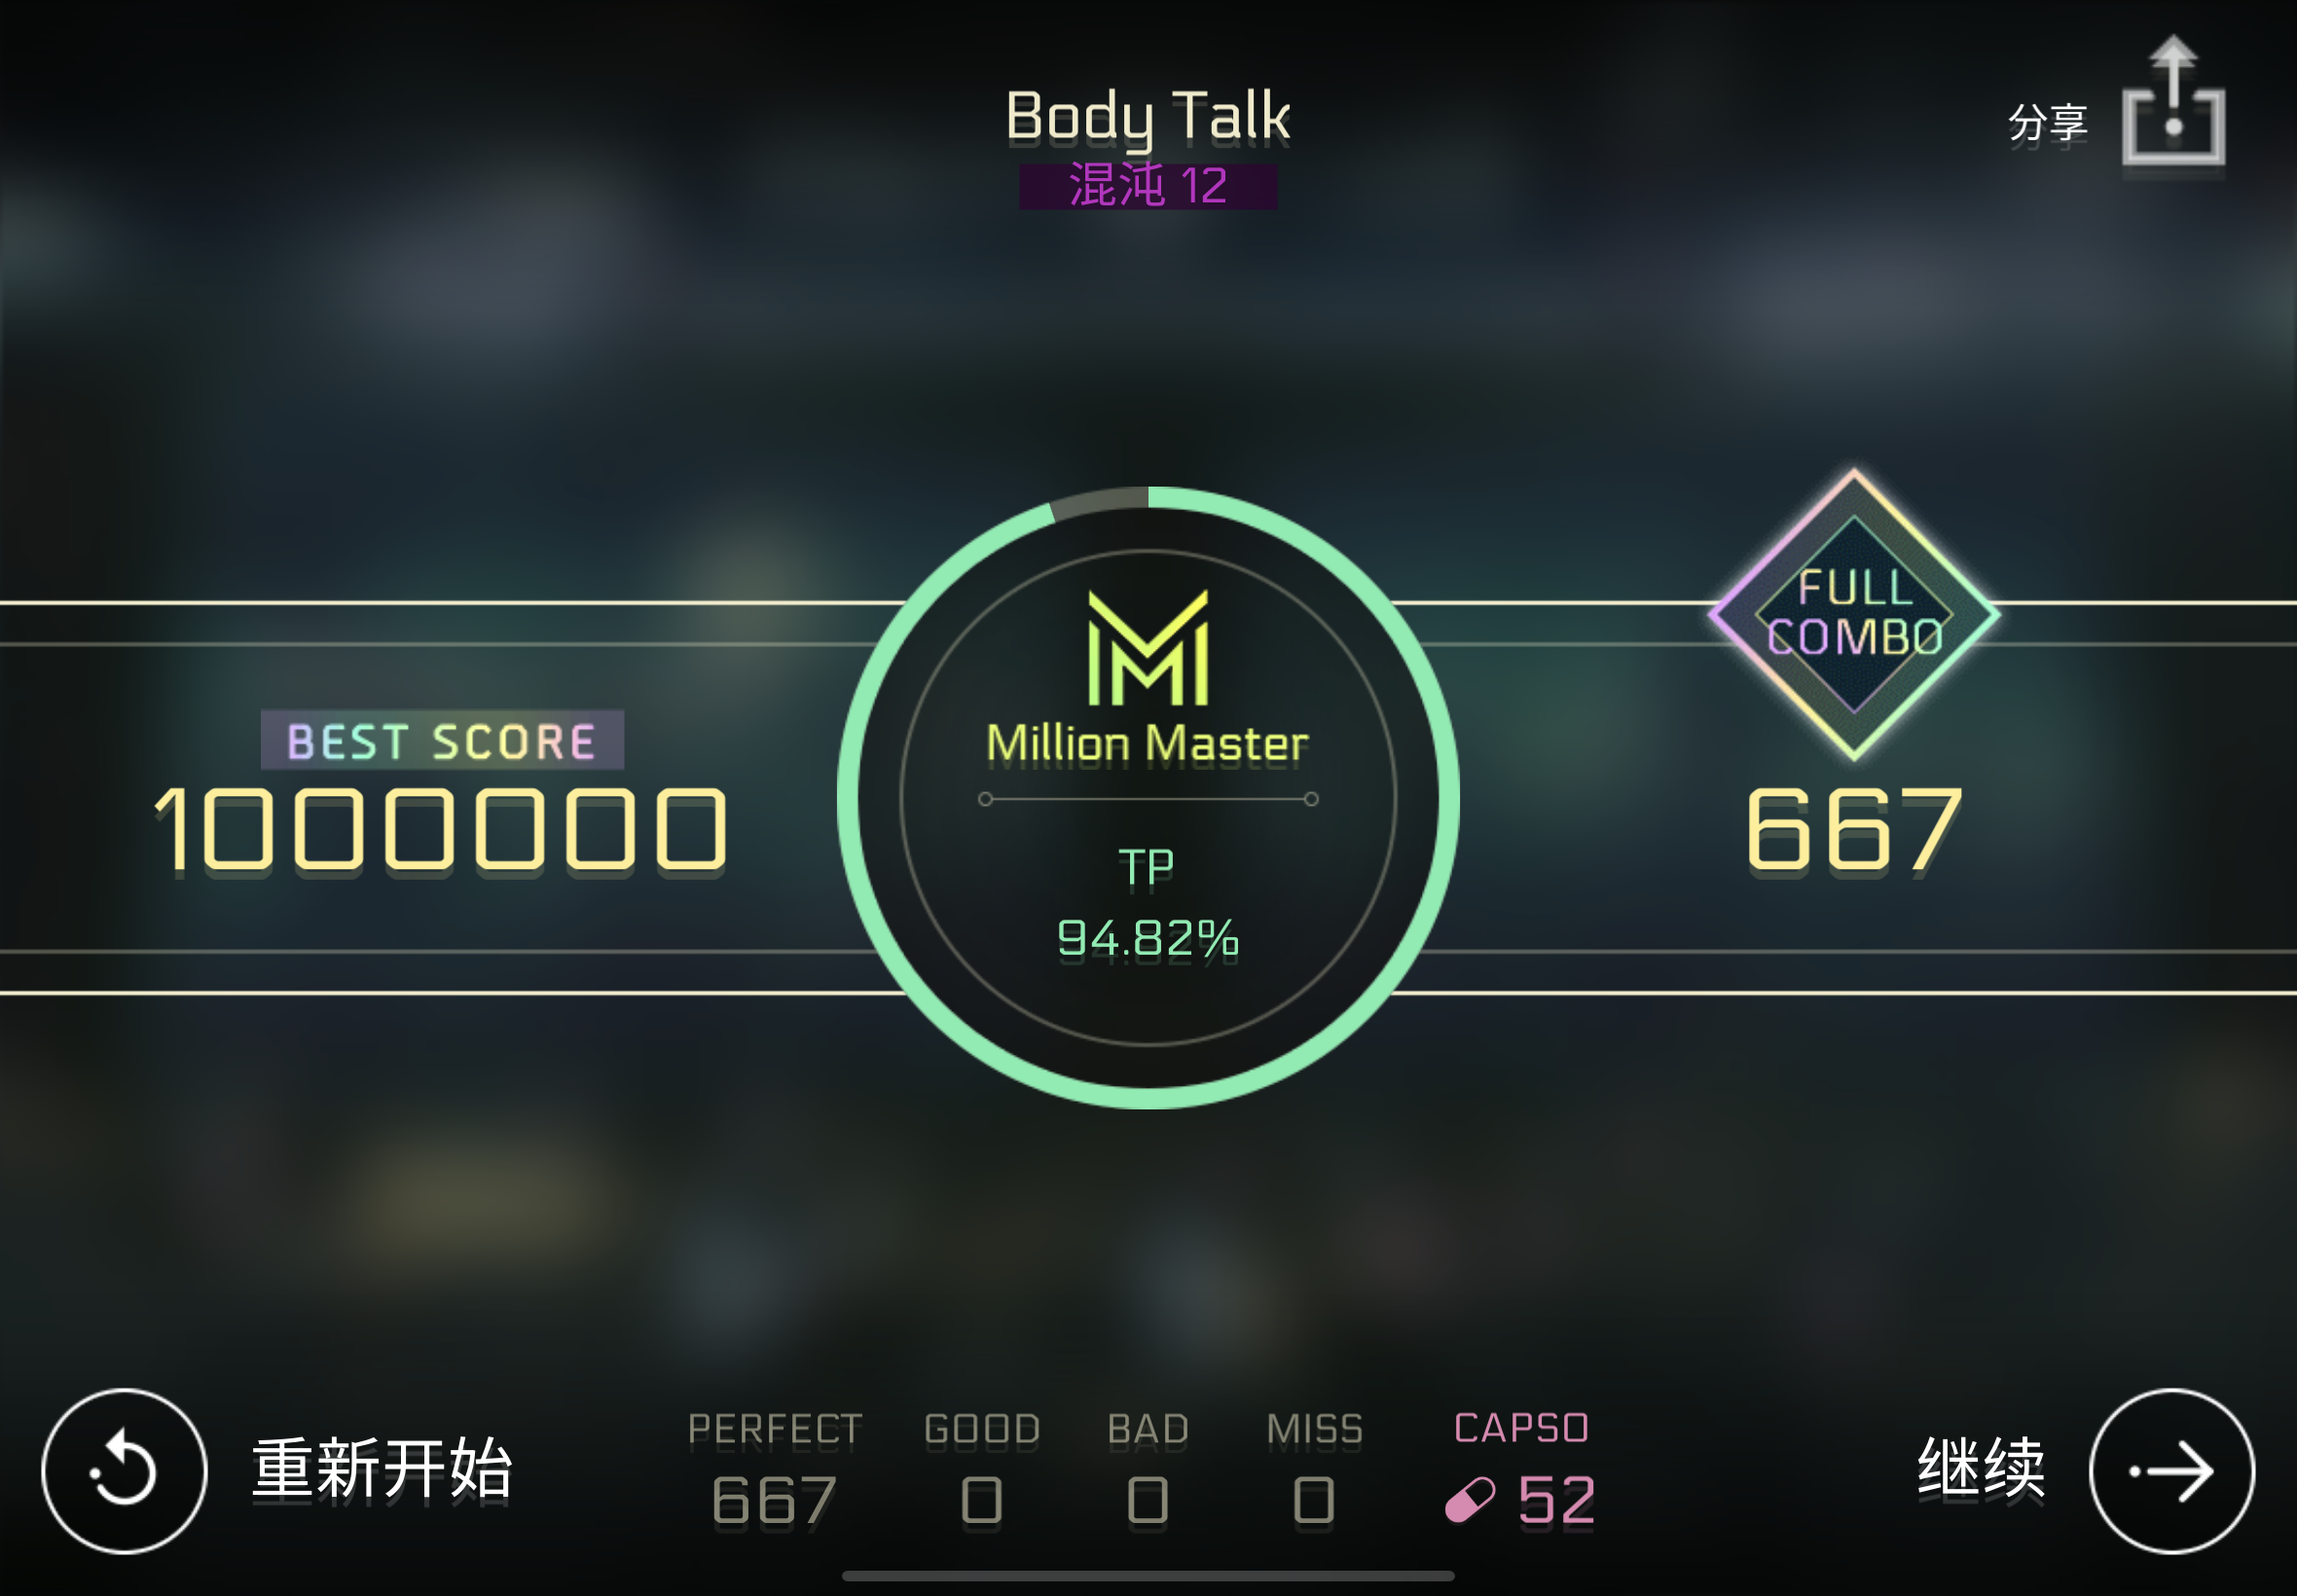 Body Talk
混沌 12
分享
FULL
COMBO
Million Master
BEST SCORE
1000000
667
TP
94.82%
重新开始
PERFECT GOOD BAD MISS CAPSO
667 0 0 0 52
继续